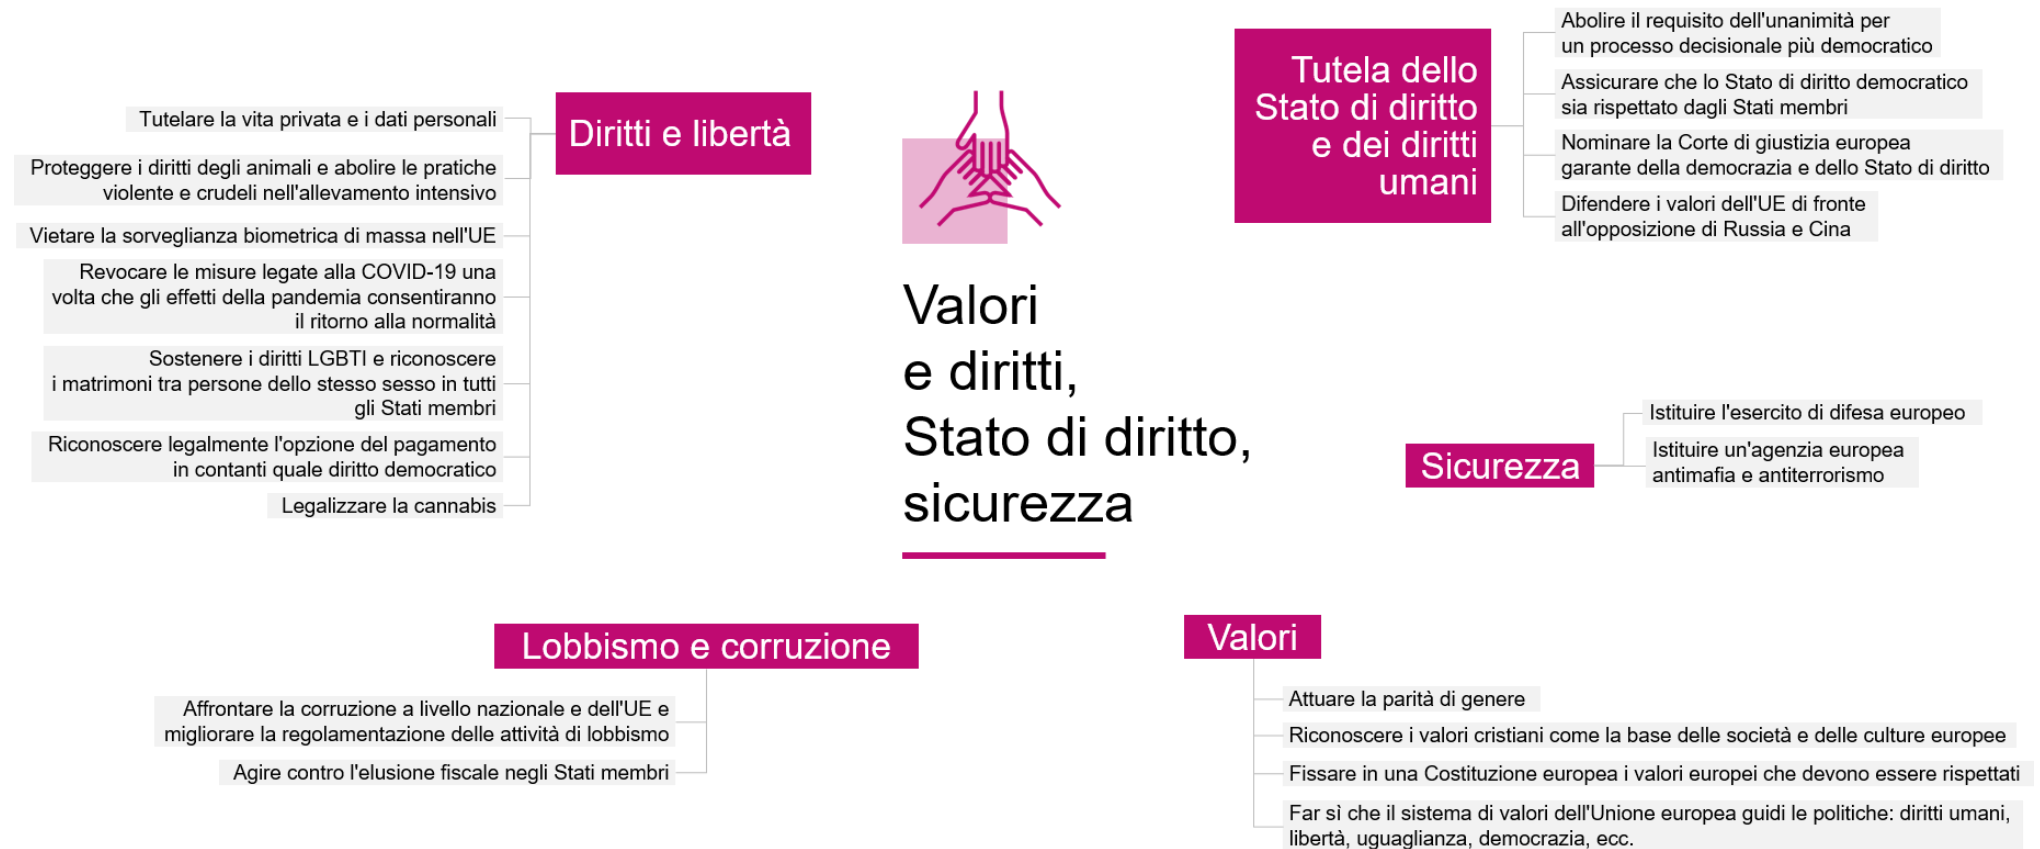 Valori
e diritti,
Stato di diritto,
sicurezza
Diritti e libertà
Tutelare la vita privata e i dati personali
Proteggere i diritti degli animali e abolire le pratiche
violente e crudeli nell'allevamento intensivo
Vietare la sorveglianza biometrica di massa nell'UE
Revocare le misure legate alla COVID-19 una
volta che gli effetti della pandemia consentiranno
il ritorno alla normalità
Sostenere i diritti LGBTI e riconoscere
i matrimoni tra persone dello stesso sesso in tutti
gli Stati membri
Riconoscere legalmente l'opzione del pagamento
in contanti quale diritto democratico
Legalizzare la cannabis
Tutela dello
Stato di diritto
e dei diritti
umani
Abolire il requisito dell'unanimità per
un processo decisionale più democratico
Assicurare che lo Stato di diritto democratico
sia rispettato dagli Stati membri
Nominare la Corte di giustizia europea
garante della democrazia e dello Stato di diritto
Difendere i valori dell'UE di fronte
all'opposizione di Russia e Cina
Sicurezza
Istituire l'esercito di difesa europeo
Istituire un'agenzia europea
antimafia e antiterrorismo
Lobbismo e corruzione
Affrontare la corruzione a livello nazionale e dell'UE e
migliorare la regolamentazione delle attività di lobbismo
Agire contro l'elusione fiscale negli Stati membri
Valori
Attuare la parità di genere
Riconoscere i valori cristiani come la base delle società e delle culture europee
Fissare in una Costituzione europea i valori europei che devono essere rispettati
Far sì che il sistema di valori dell'Unione europea guidi le politiche: diritti umani,
libertà, uguaglianza, democrazia, ecc.